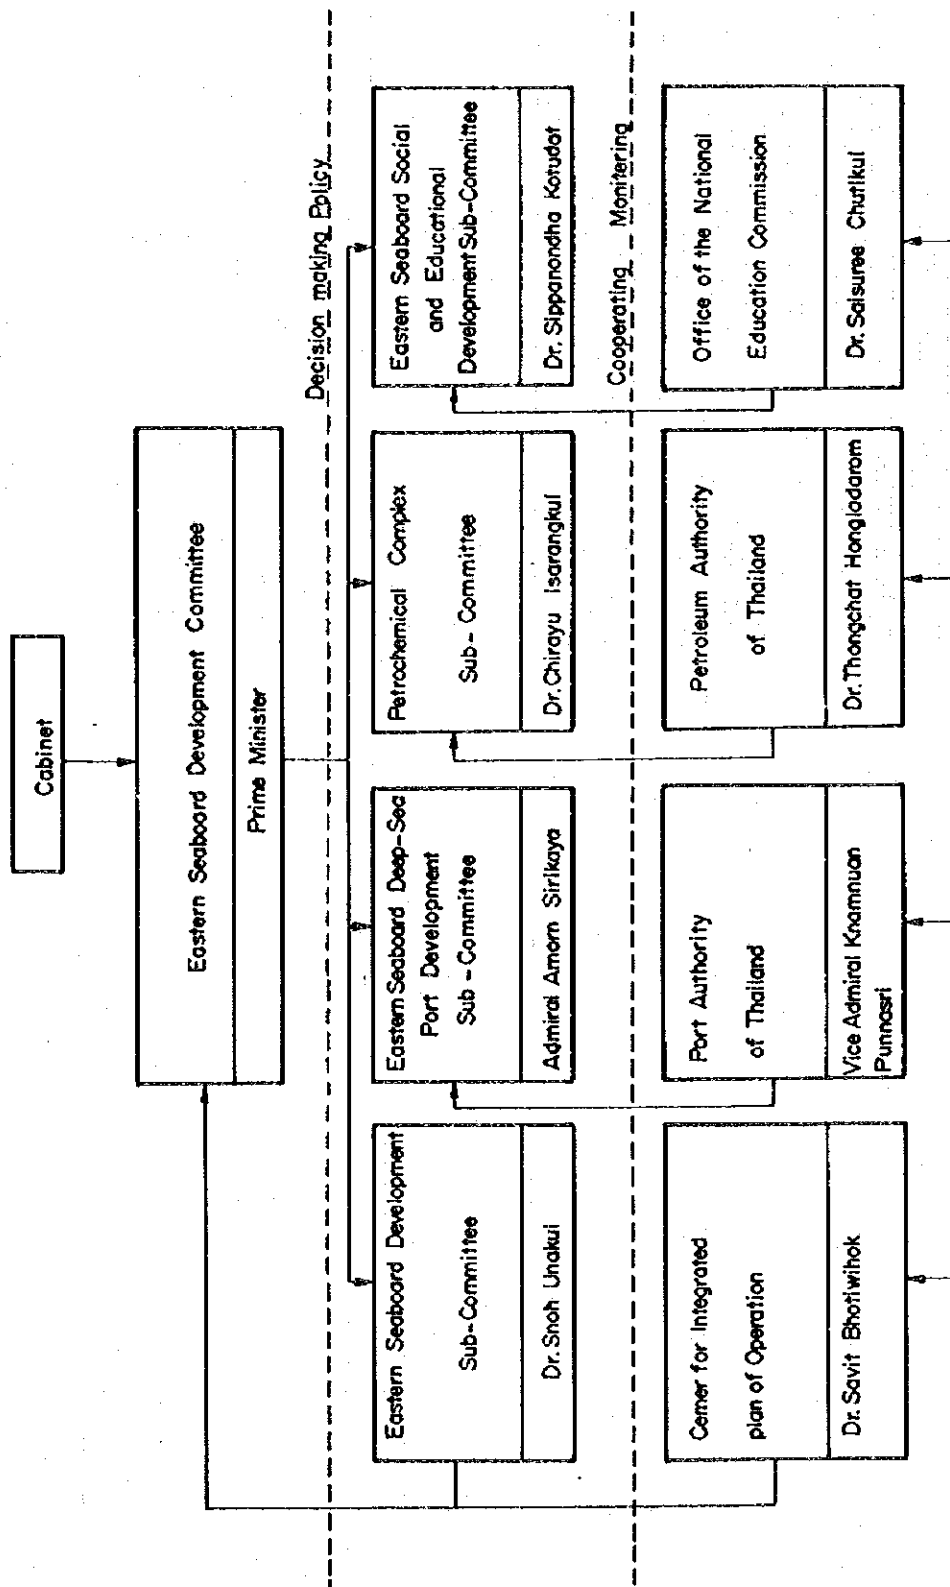 Cabinet
Eastern Seaboard Development Committee
Prime Minister
Decision making Policy
Eastern Seaboard Development
Sub-Committee
Dr. Snoh Unakul
Eastern Seaboard Deep-Sea
Port Development
Sub-Committee
Admiral Amorn Sirikaya
Petrochemical Complex
Sub-Committee
Dr. Chirayu Isarangkul
Eastern Seaboard Social
and Educational
Development Sub-Committee
Dr. Sippanondha Kotudat
Cooperating Monitering
Cemer for Integrated
plan of Operation
Dr. Savit Bhotiwihok
Port Authority
of Thailand
Vice Admiral Knamnuan
Punnasri
Petroleum Authority
of Thailand
Dr. Thongchat Hongladarom
Office of the National
Education Commission
Dr. Saisuree Chutikul